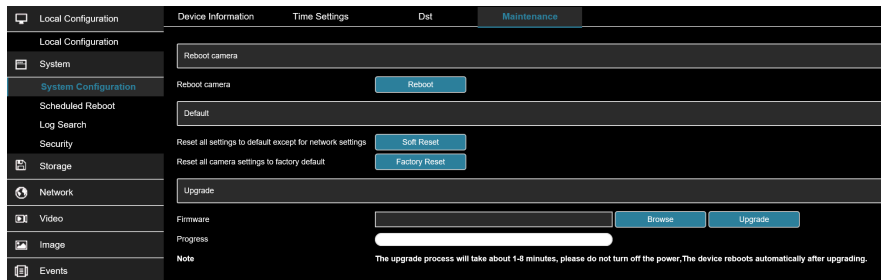 Local Configuration
Device Information Time Settings Dst Maintenance
Local Configuration
System
System Configuration
Scheduled Reboot
Log Search
Security
Storage
Network
Video
Image
Events
Reboot camera
Reboot camera Reboot
Default
Reset all settings to default except for network settings Soft Reset
Reset all camera settings to factory default Factory Reset
Upgrade
Firmware Browse Upgrade
Progress
Note The upgrade process will take about 1-8 minutes, please do not turn off the power,The device reboots automatically after upgrading.